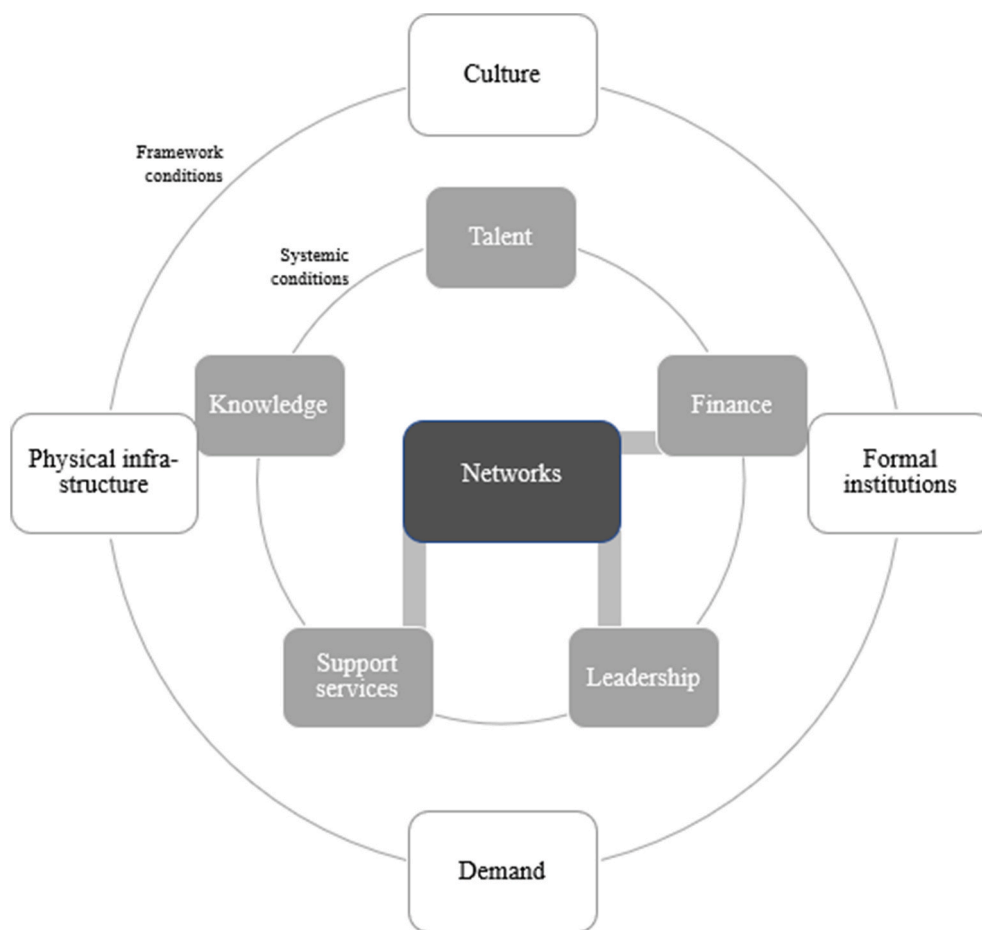 Culture
Framework
conditions
Talent
Systemic
conditions
Knowledge
Finance
Physical infra-
structure
Networks
Formal
institutions
Support
services
Leadership
Demand